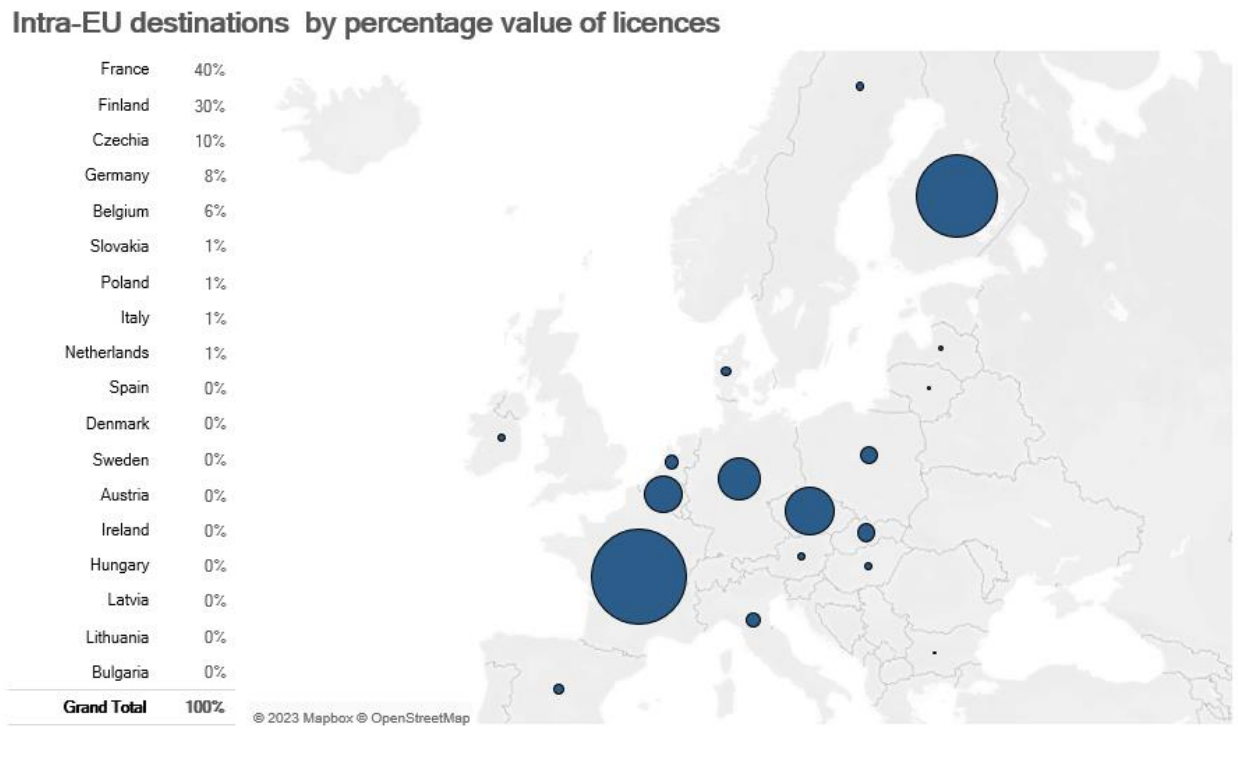 Intra-EU destinations by percentage value of licences
France 40%
Finland 30%
Czechia 10%
Germany 8%
Belgium 6%
Slovakia 1%
Poland 1%
Italy 1%
Netherlands 1%
Spain 0%
Denmark 0%
Sweden 0%
Austria 0%
Ireland 0%
Hungary 0%
Latvia 0%
Lithuania 0%
Bulgaria 0%
Grand Total 100%
© 2023 Mapbox © OpenStreetMap